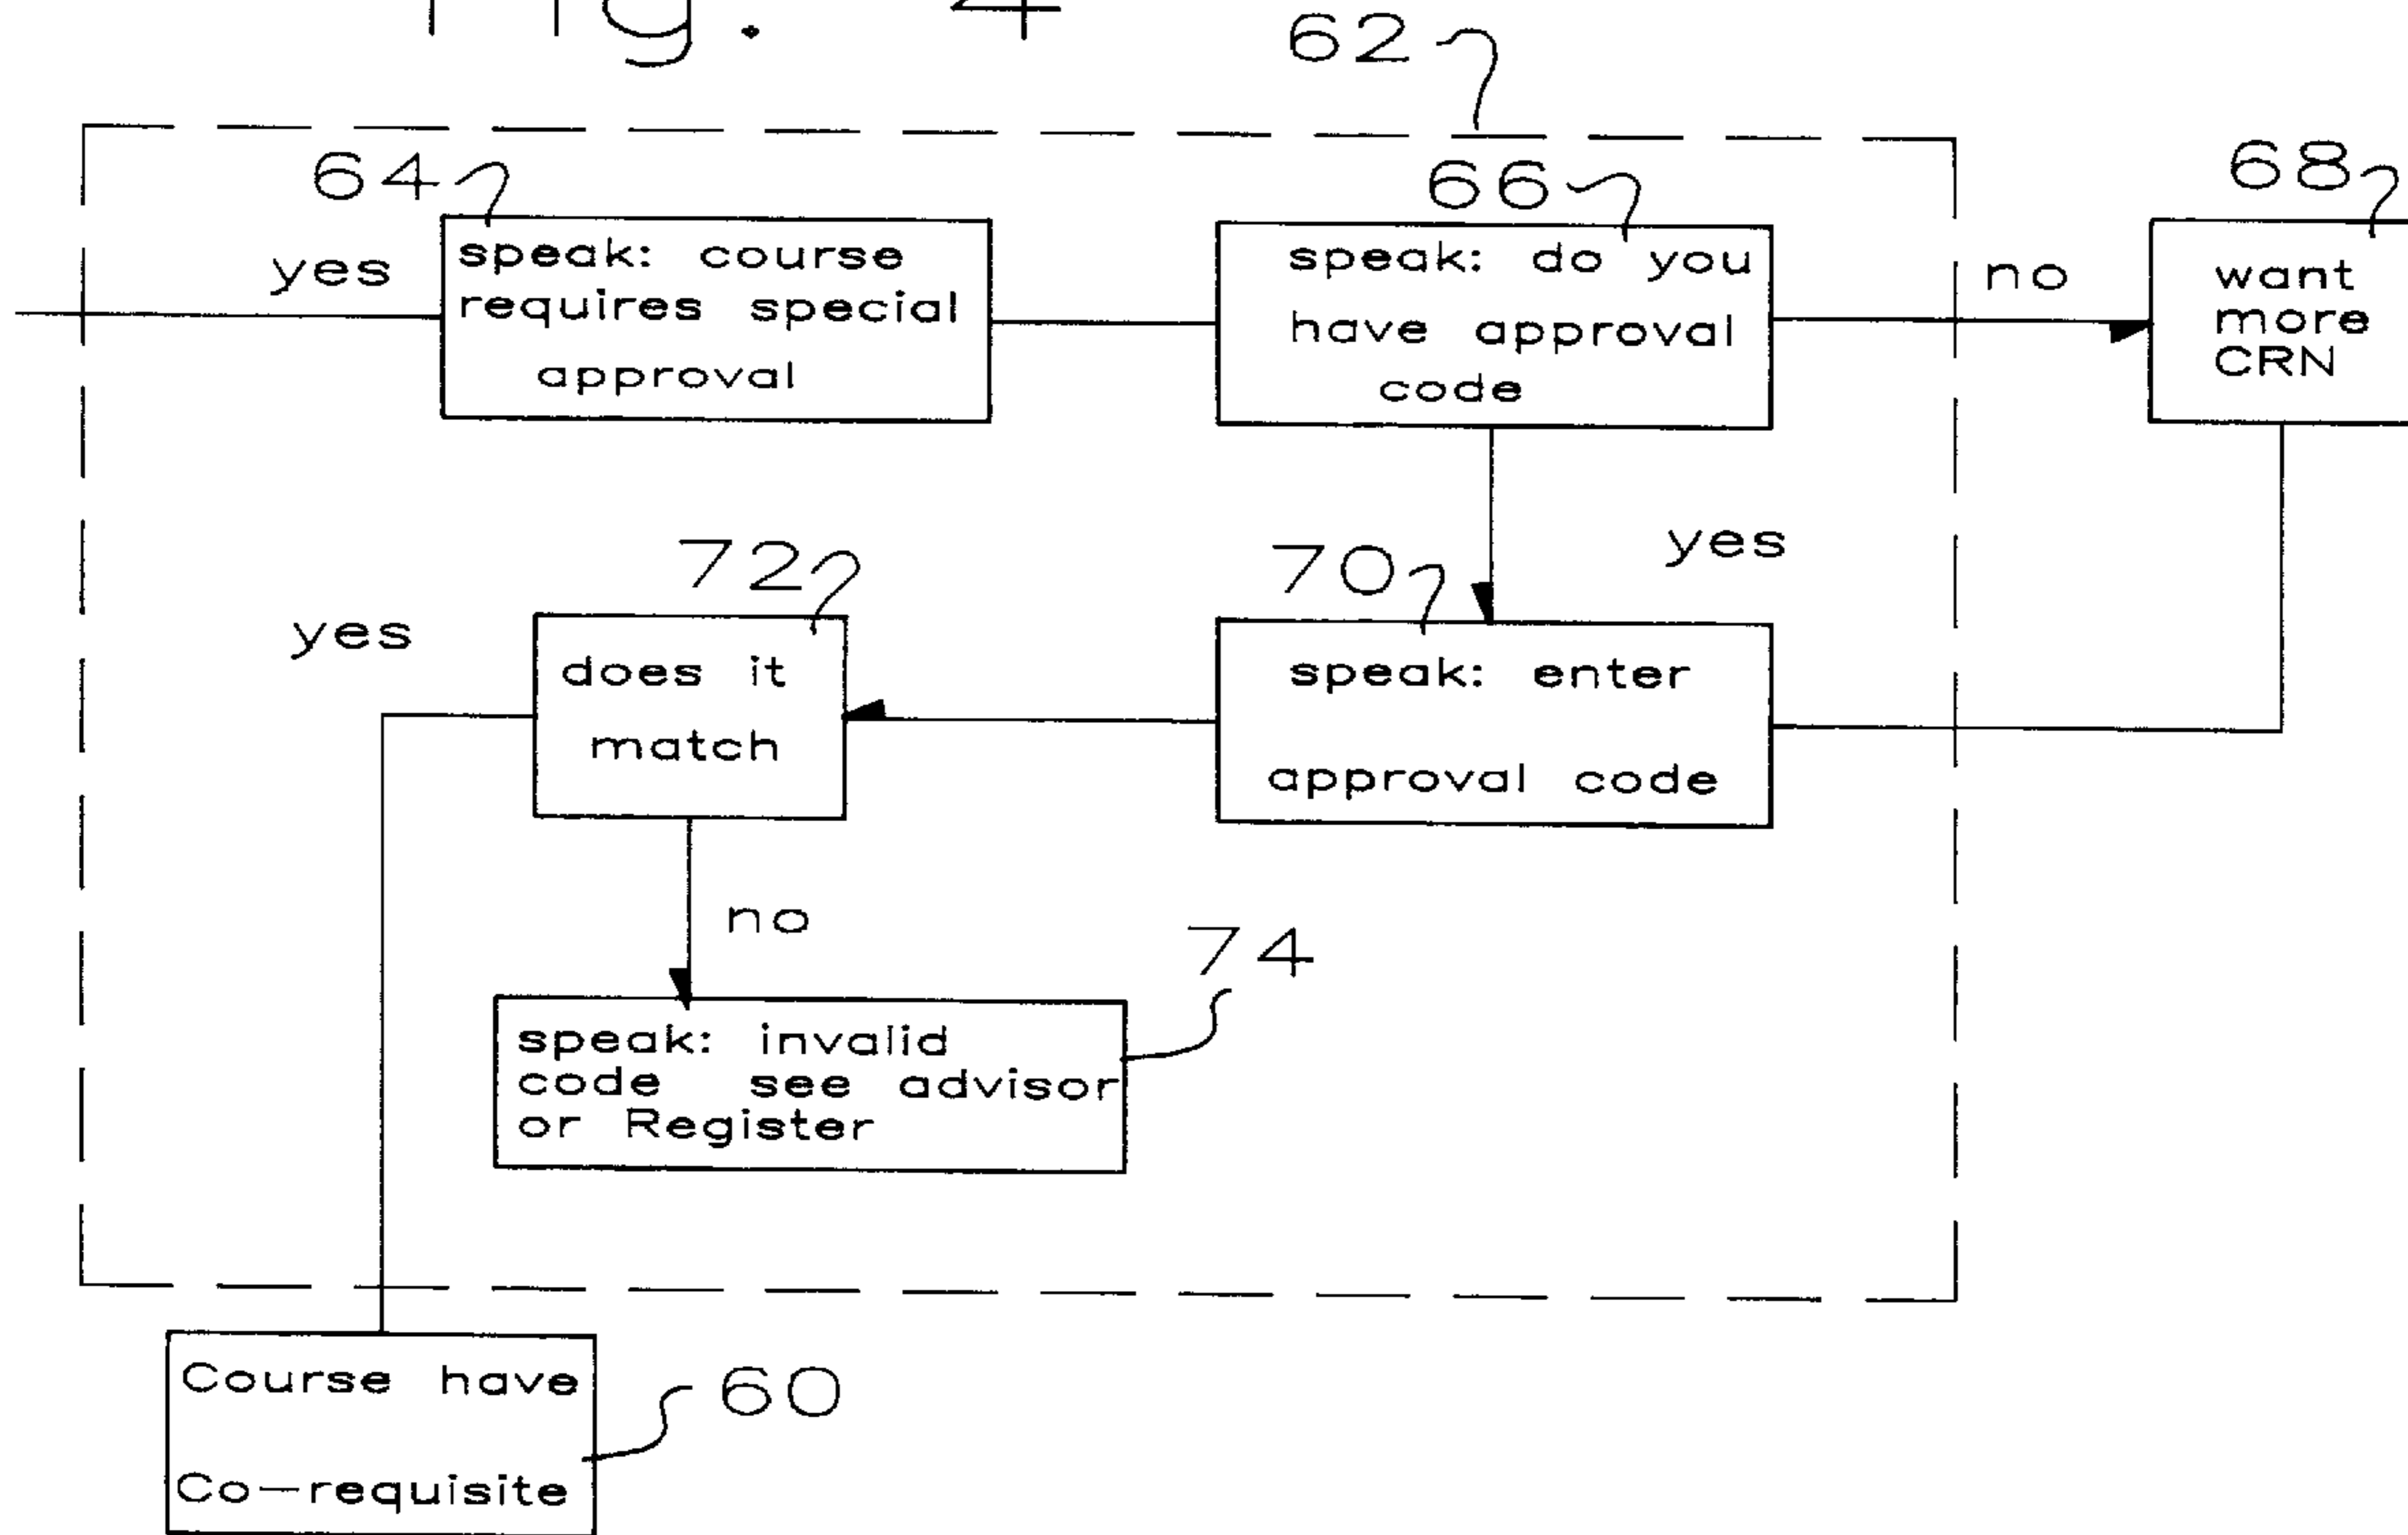 Fig. 4
62
64
66
68
yes
speak: course
requires special
approval
speak: do you
have approval
code
no
want
more
CRN
yes
72
70
yes
does it
match
speak: enter
approval code
no
74
speak: invalid
code see advisor
or Register
Course have
Co-requisite
60